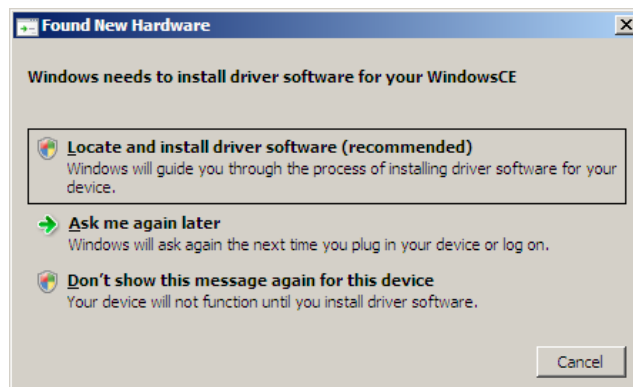 Found New Hardware
Windows needs to install driver software for your WindowsCE
Locate and install driver software (recommended)
Windows will guide you through the process of installing driver software for your
device.
Ask me again later
Windows will ask again the next time you plug in your device or log on.
Don't show this message again for this device
Your device will not function until you install driver software.
Cancel